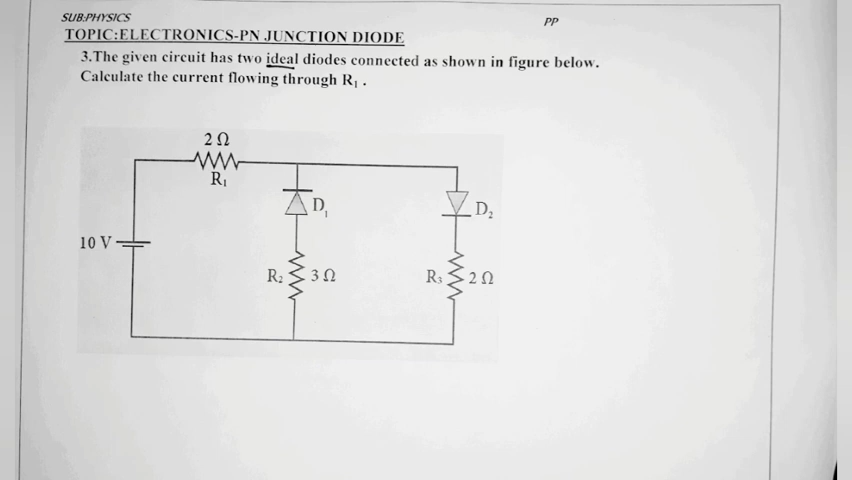 SUB:PHYSICS
PP
TOPIC:ELECTRONICS-PN JUNCTION DIODE
3.The given circuit has two ideal diodes connected as shown in figure below.
Calculate the current flowing through R₁ .
2 Ω
R₁
D₁
D₂
10 V
R₂ 3 Ω
R₃ 2 Ω